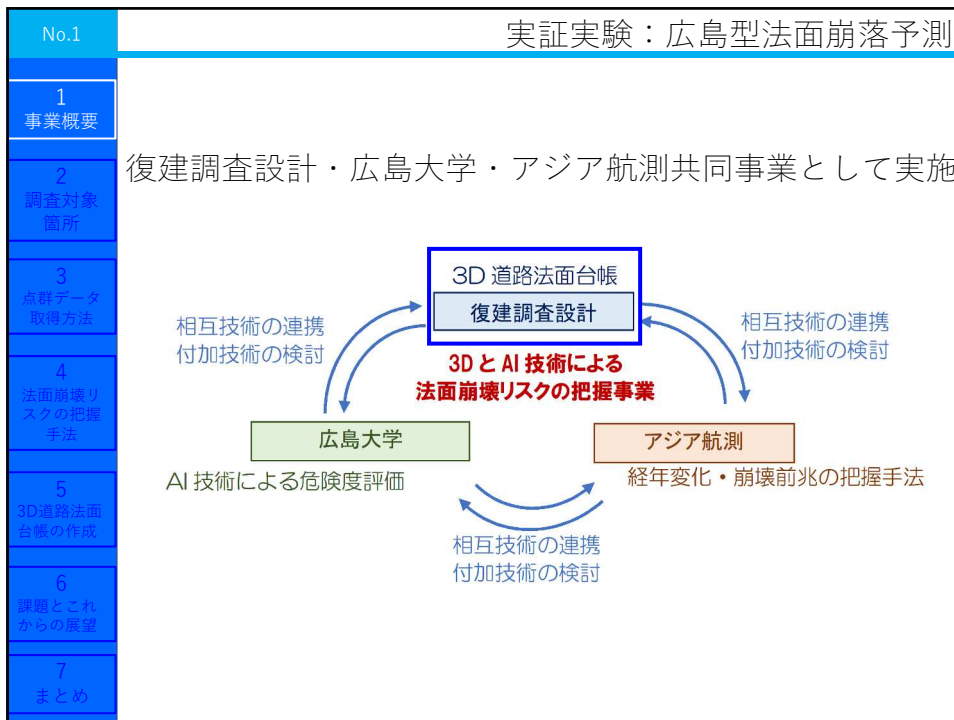 No.1
実証実験：広島型法面崩落予測
1
事業概要
2
調査対象
箇所
3
点群データ
取得方法
4
法面崩壊リ
スクの把握
手法
5
3D道路法面
台帳の作成
6
課題とこれ
からの展望
7
まとめ
復建調査設計・広島大学・アジア航測共同事業として実施
3D 道路法面台帳
復建調査設計
相互技術の連携
付加技術の検討
相互技術の連携
付加技術の検討
3D と AI 技術による
法面崩壊リスクの把握事業
広島大学
アジア航測
AI 技術による危険度評価
経年変化・崩壊前兆の把握手法
相互技術の連携
付加技術の検討